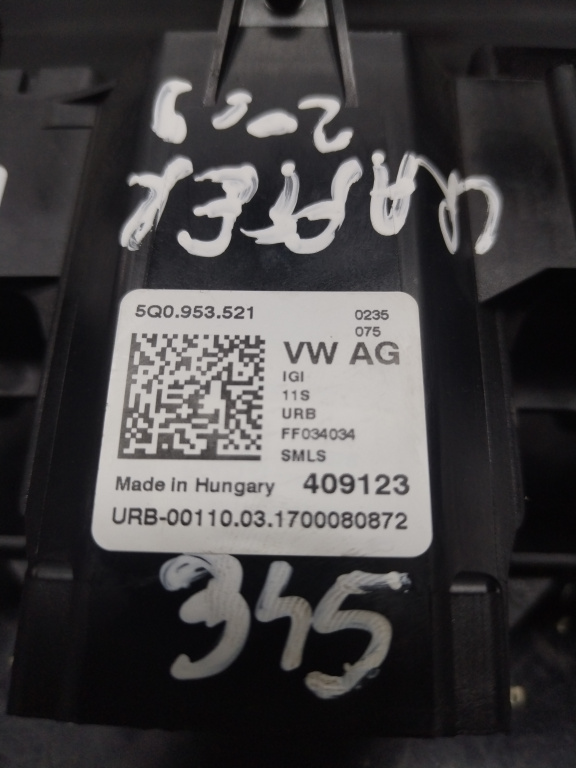 CRAFTER
5Q0.953.521
0235
075
VW AG
IGI
11S
URB
FF034034
SMLS
Made in Hungary 409123
URB-00110.03.1700080872
345